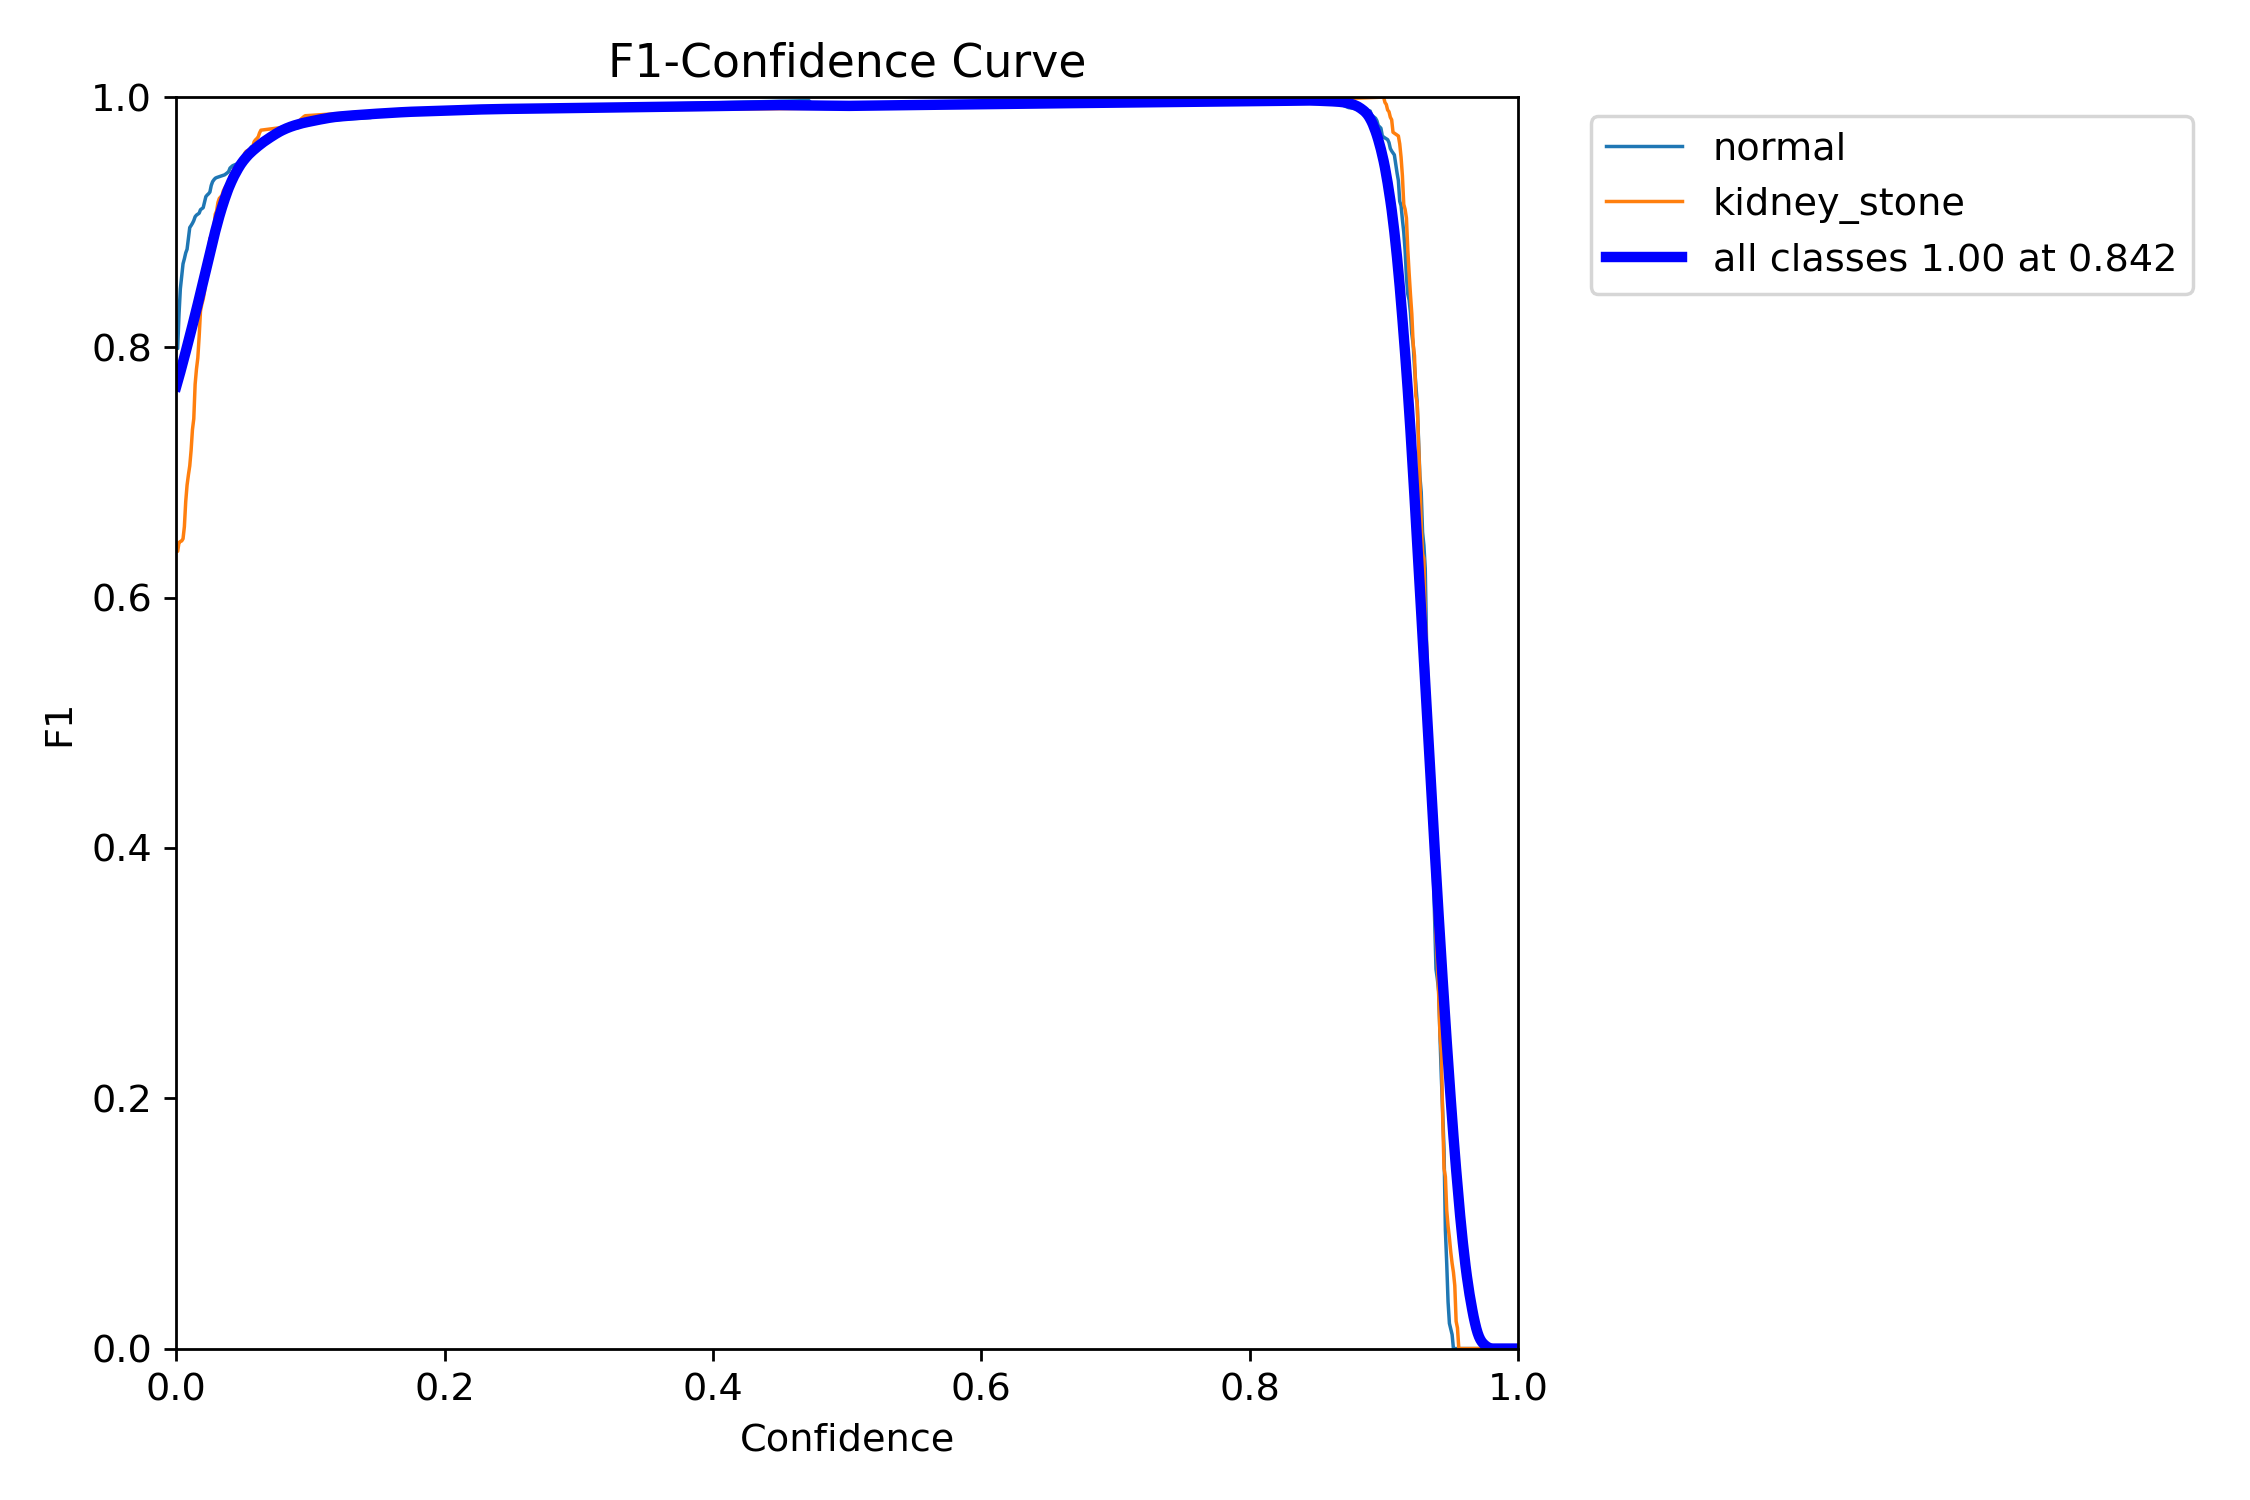 F1-Confidence Curve
1.0
0.8
0.6
0.4
0.2
0.0
F1
0.0 0.2 0.4 0.6 0.8 1.0
Confidence
normal
kidney_stone
all classes 1.00 at 0.842